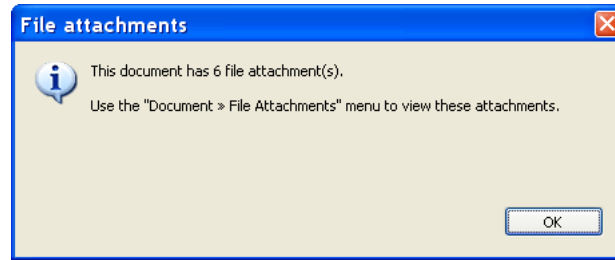 File attachments
This document has 6 file attachment(s).
Use the "Document » File Attachments" menu to view these attachments.
OK